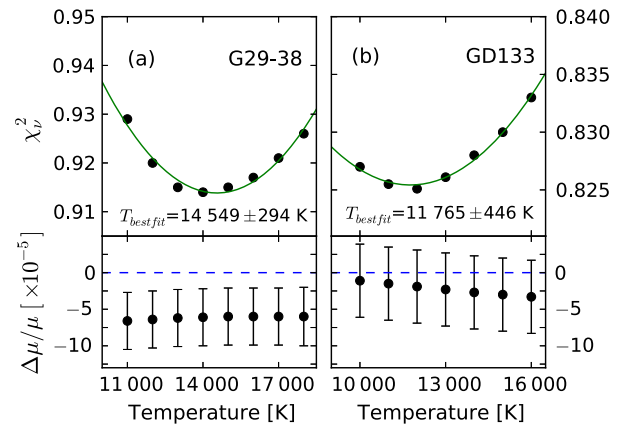 0.95
0.94
0.93
0.92
0.91
χ²ν
(a)
G29-38
T_bestfit=14 549±294 K
(b)
GD133
T_bestfit=11 765±446 K
0.840
0.835
0.830
0.825
Δμ/μ [×10⁻⁵]
0
−5
−10
0
−5
−10
11 000 14 000 17 000
10 000 13 000 16 000
Temperature [K]
Temperature [K]